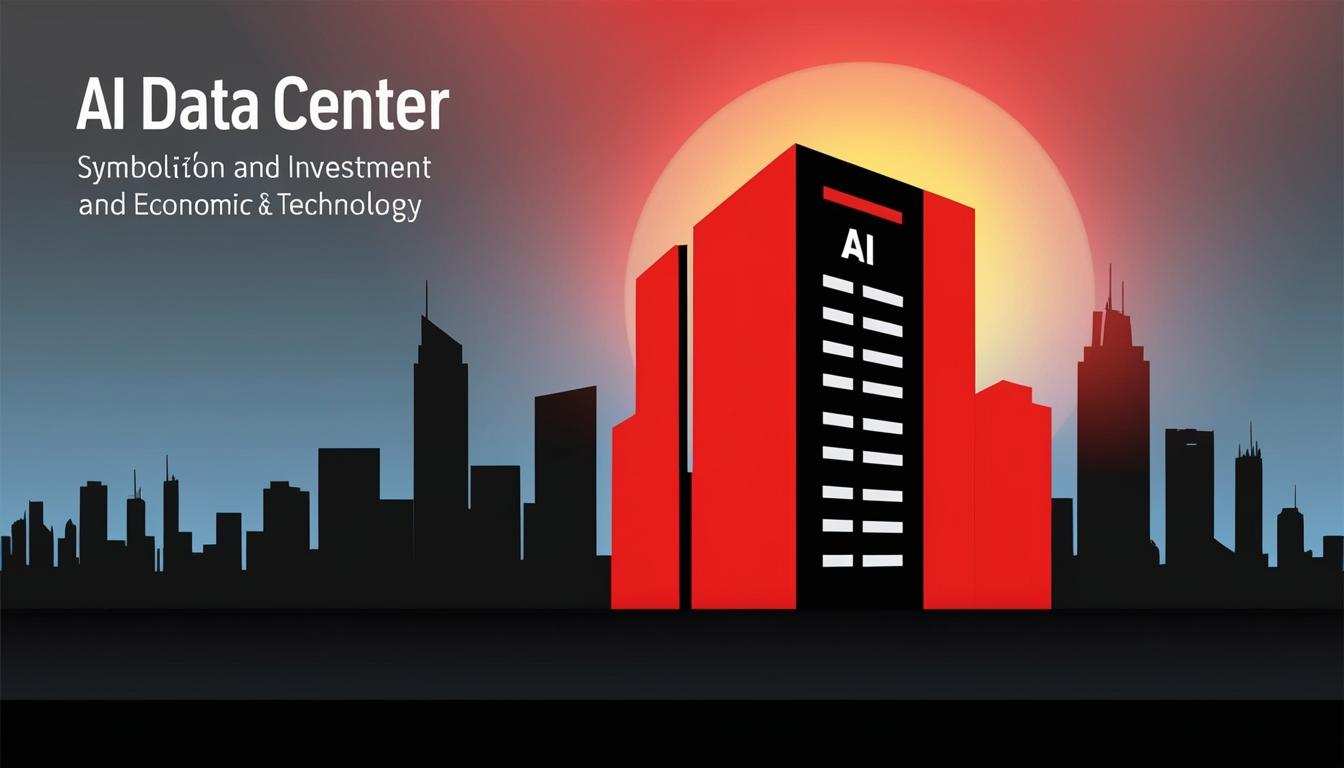 AI Data Center
and Investment
and Economic & Technology
AI